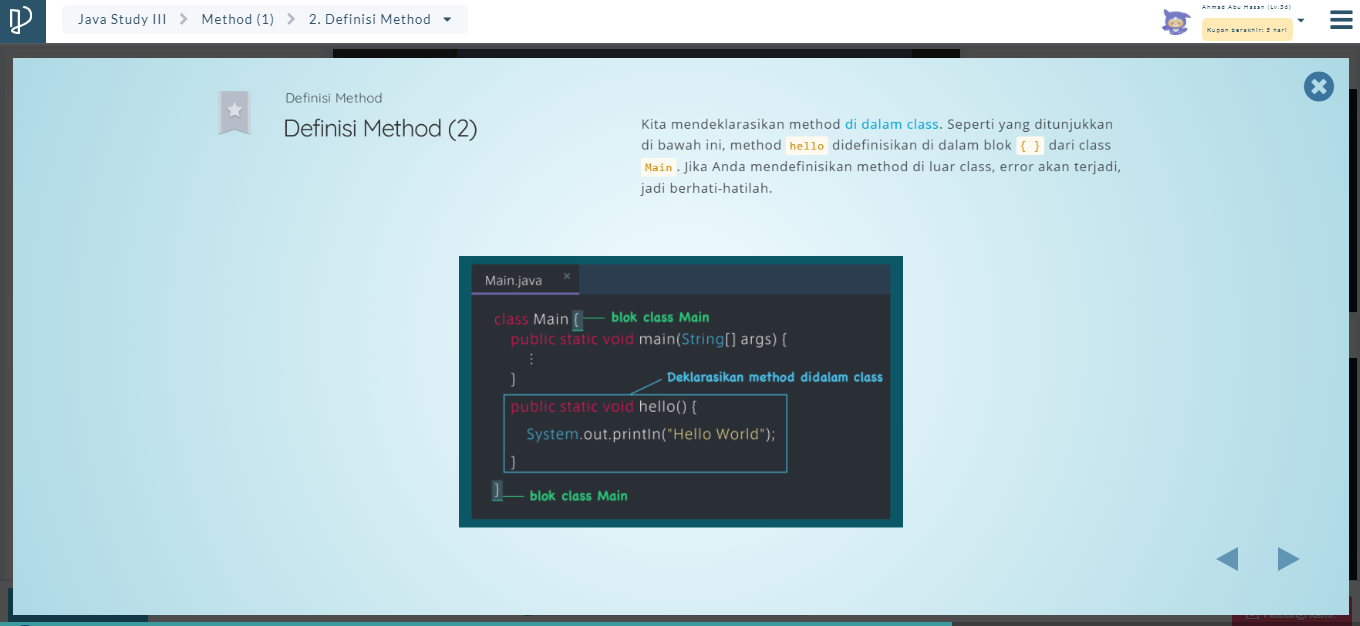 Java Study III > Method (1) > 2. Definisi Method
Ahmad Abu Hasan (Lv.36)
Kupon berakhir: 5 hari
Definisi Method
Definisi Method (2)
Kita mendeklarasikan method di dalam class. Seperti yang ditunjukkan
di bawah ini, method hello didefinisikan di dalam blok { } dari class
Main. Jika Anda mendefinisikan method di luar class, error akan terjadi,
jadi berhati-hatilah.
Main.java ×
class Main { blok class Main
public static void main(String[] args) {
⋮
}
Deklarasikan method didalam class
public static void hello() {
System.out.println("Hello World");
}
} blok class Main